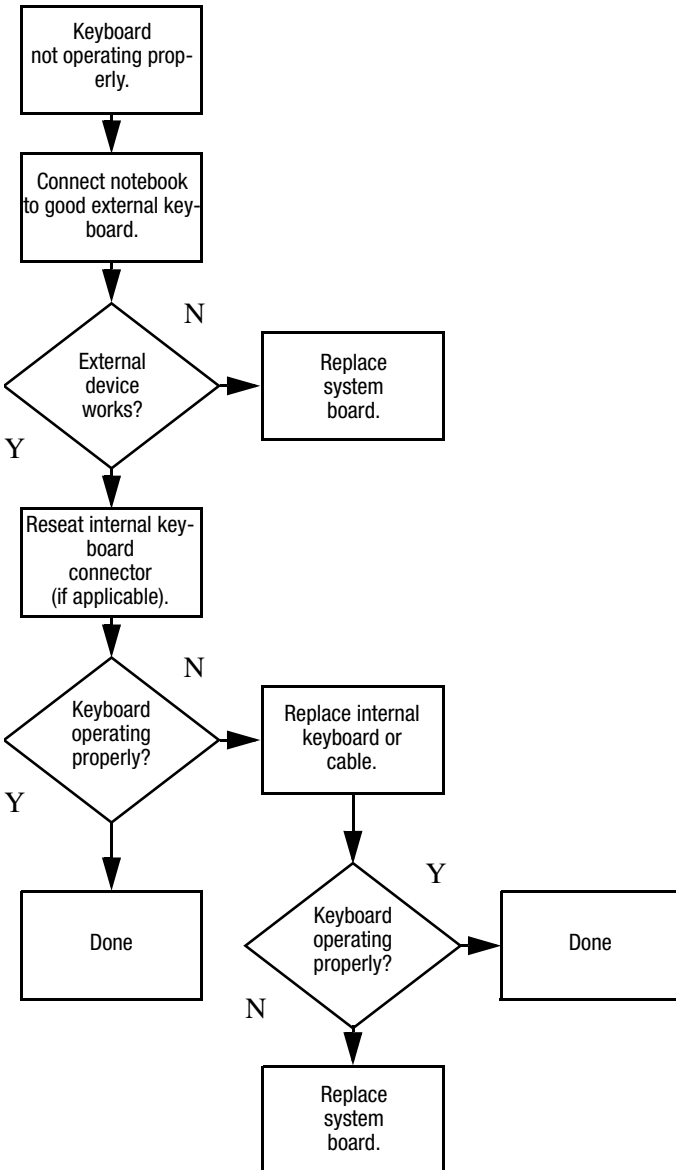 Keyboard
not operating prop-
erly.
Connect notebook
to good external key-
board.
N
External
device
works?
Replace
system
board.
Y
Reseat internal key-
board
connector
(if applicable).
N
Keyboard
operating
properly?
Replace internal
keyboard or
cable.
Y
Y
Done
Keyboard
operating
properly?
Done
N
Replace
system
board.